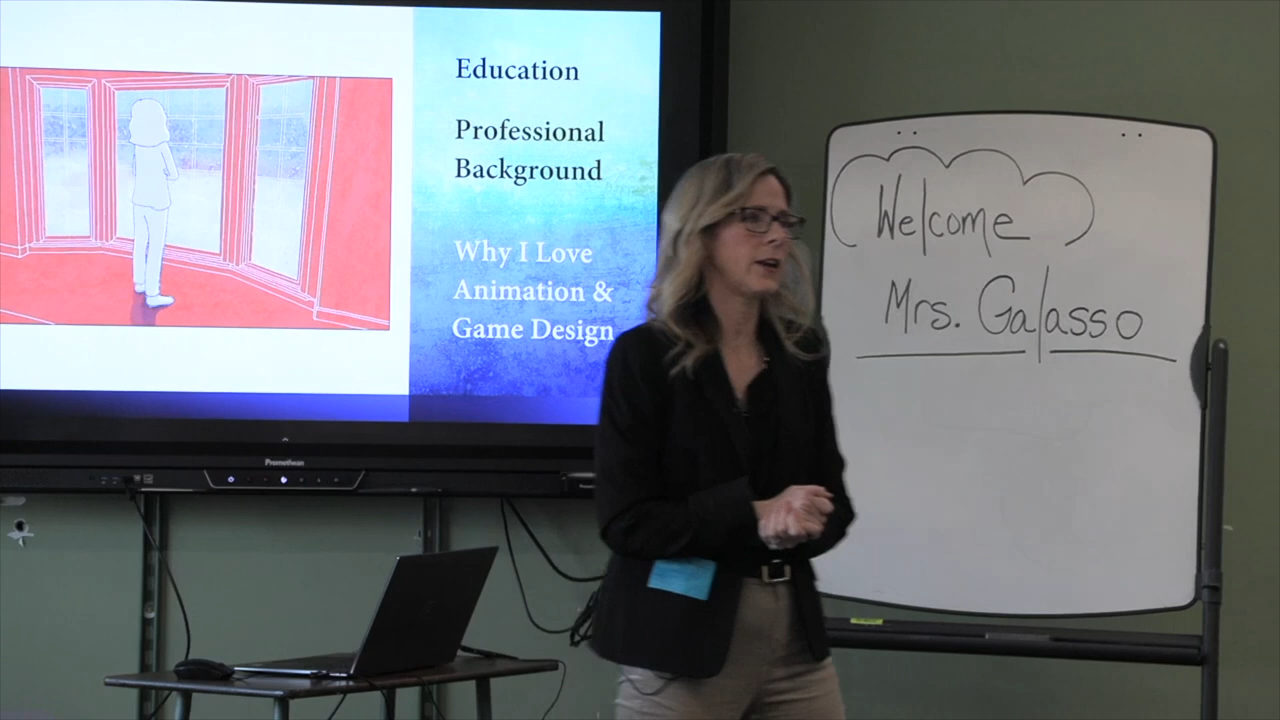 Education
Professional
Background
Why I Love
Animation &
Game Design
Promethean
Welcome
Mrs. Galasso